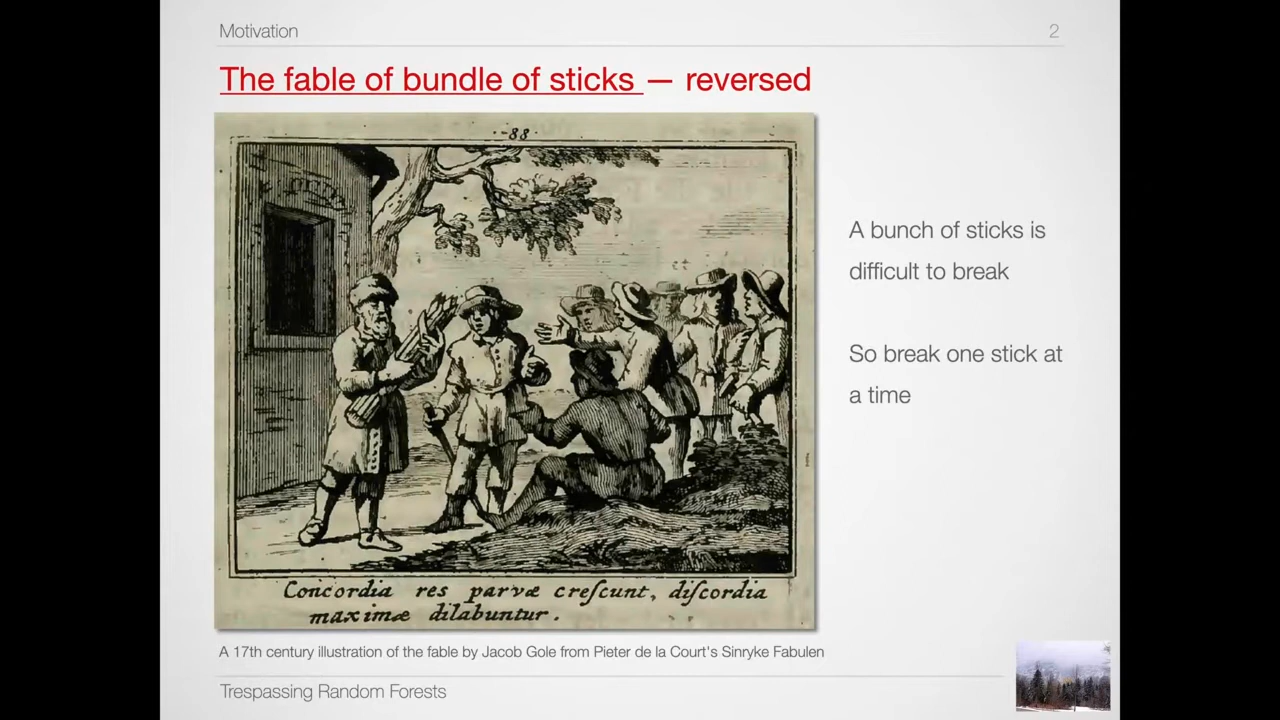 Motivation
2
The fable of bundle of sticks — reversed
·88·
A bunch of sticks is
difficult to break
So break one stick at
a time
Concordia res parvæ creſcunt, diſcordia
maximæ dilabuntur.
A 17th century illustration of the fable by Jacob Gole from Pieter de la Court's Sinryke Fabulen
Trespassing Random Forests